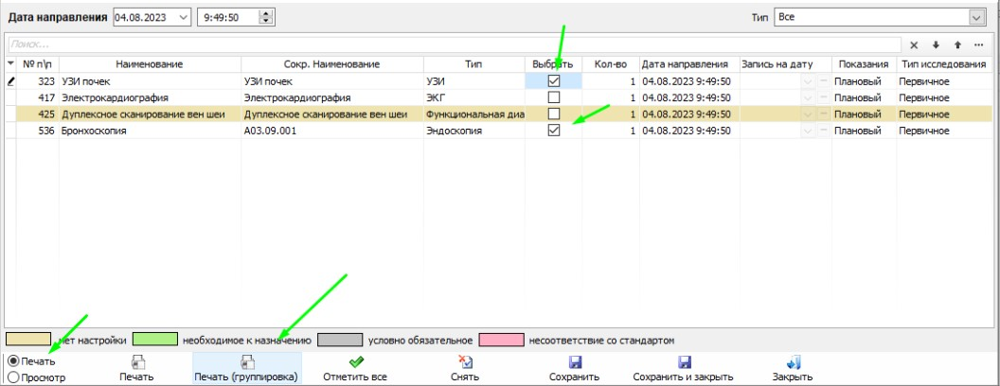 Дата направления 04.08.2023 9:49:50 Тип Все
Поиск...
№ п\п Наименование Сокр. Наименование Тип Выбрать Кол-во Дата направления Запись на дату Показания Тип исследования
323 УЗИ почек УЗИ почек УЗИ 1 04.08.2023 9:49:50 Плановый Первичное
417 Электрокардиография Электрокардиография ЭКГ 1 04.08.2023 9:49:50 Плановый Первичное
425 Дуплексное сканирование вен шеи Дуплексное сканирование вен шеи Функциональная диа 1 04.08.2023 9:49:50 Плановый Первичное
536 Бронхоскопия A03.09.001 Эндоскопия 1 04.08.2023 9:49:50 Плановый Первичное
нет настройки необходимое к назначению условно обязательное несоответствие со стандартом
Печать
Просмотр
Печать Печать (группировка) Отметить все Снять Сохранить Сохранить и закрыть Закрыть